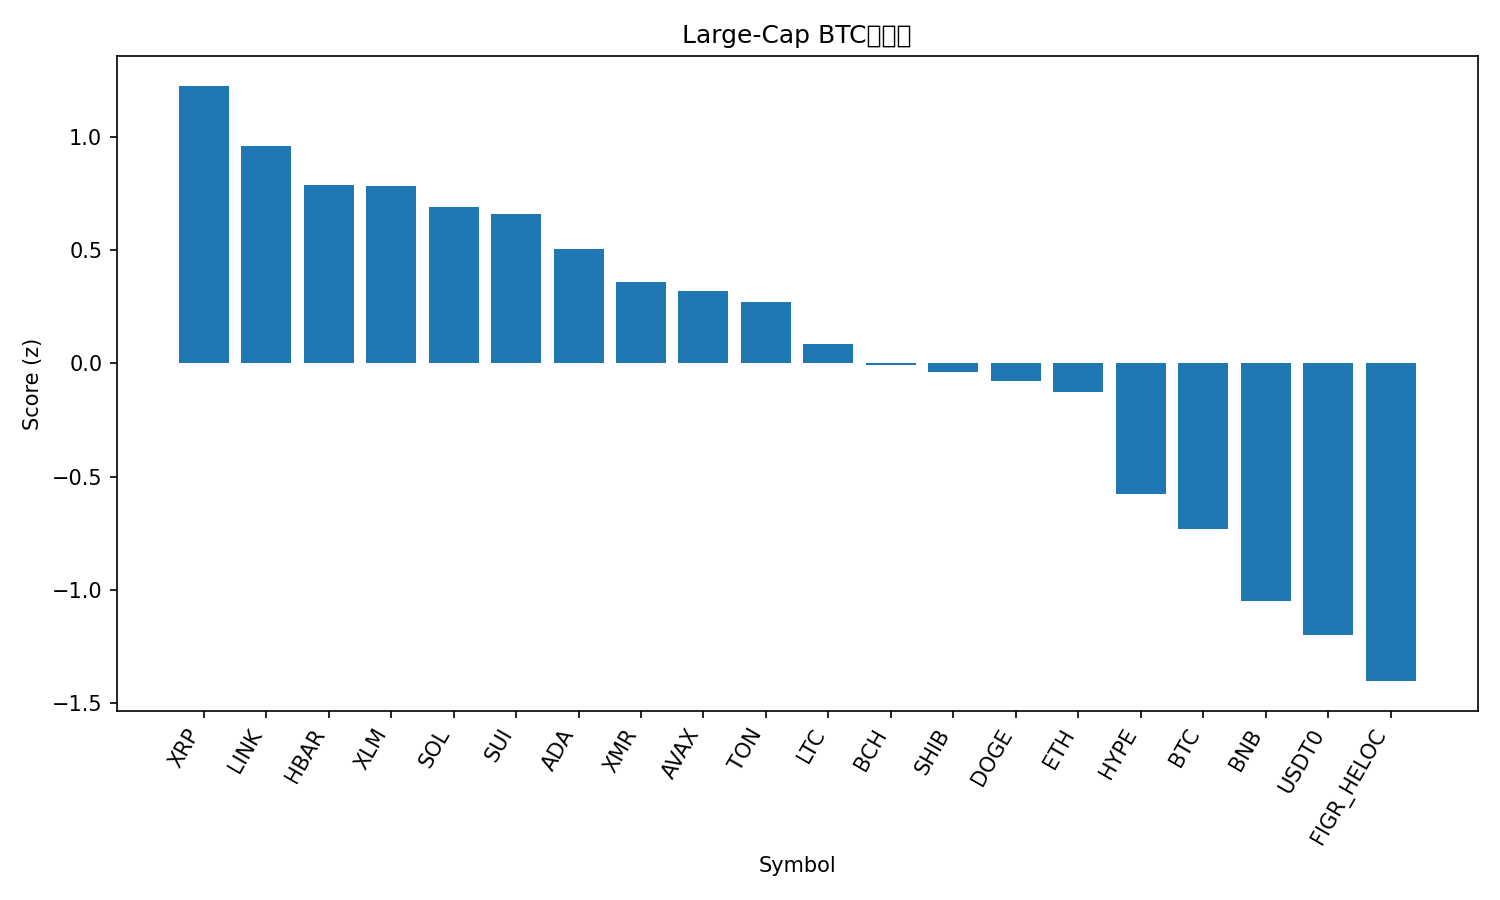 Large-Cap BTC
1.0
0.5
0.0
−0.5
−1.0
−1.5
Score (z)
XRP
LINK
HBAR
XLM
SOL
SUI
ADA
XMR
AVAX
TON
LTC
BCH
SHIB
DOGE
ETH
HYPE
BTC
BNB
USDT0
FIGR_HELOC
Symbol